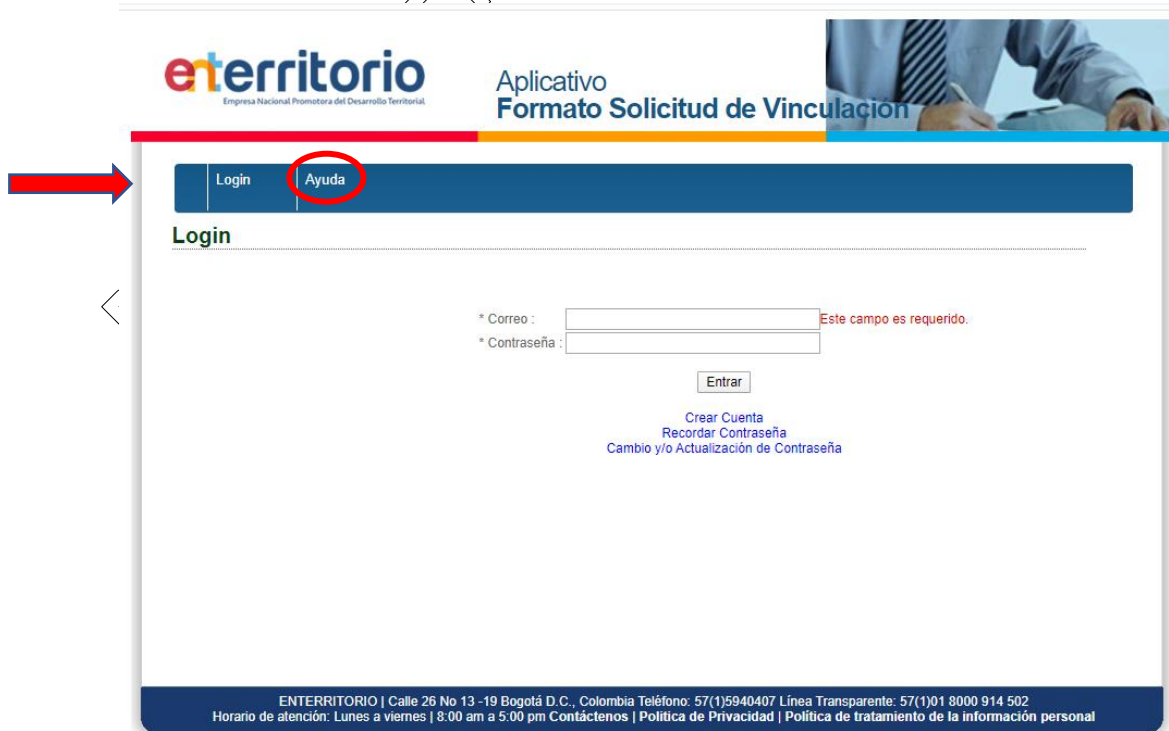 enterritorio
Empresa Nacional Promotora del Desarrollo Territorial
Aplicativo
Formato Solicitud de Vinculación
Login
Ayuda
Login
* Correo :
Este campo es requerido.
* Contraseña :
Entrar
Crear Cuenta
Recordar Contraseña
Cambio y/o Actualización de Contraseña
ENTERRITORIO | Calle 26 No 13 -19 Bogotá D.C., Colombia Teléfono: 57(1)5940407 Línea Transparente: 57(1)01 8000 914 502
Horario de atención: Lunes a viernes | 8:00 am a 5:00 pm Contáctenos | Politica de Privacidad | Política de tratamiento de la información personal